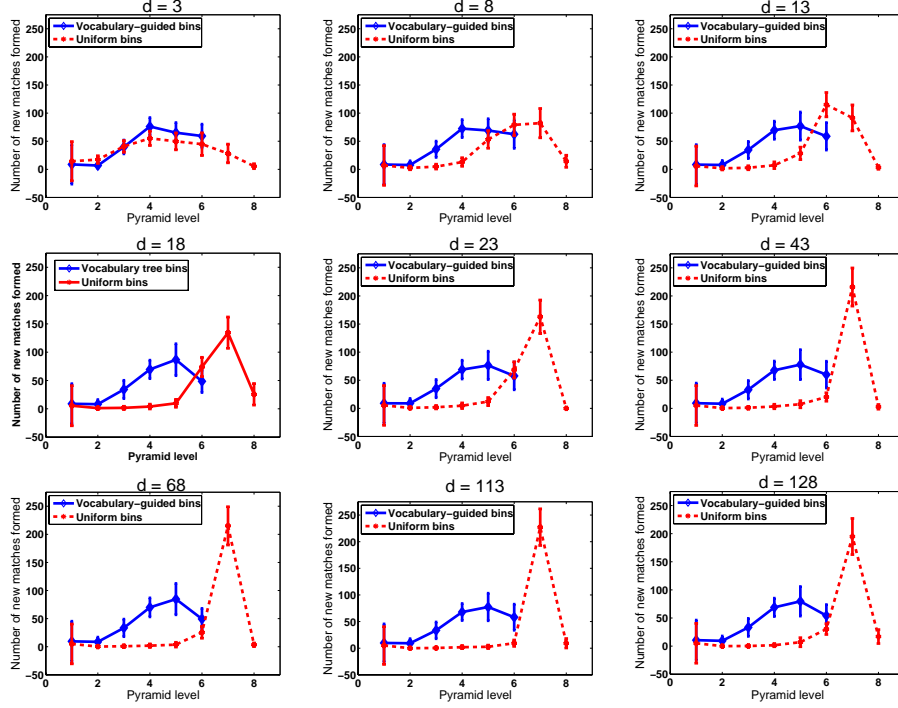 d = 3
Vocabulary−guided bins
Uniform bins
Number of new matches formed
250
200
150
100
50
0
−50
0 2 4 6 8
Pyramid level
d = 8
Vocabulary−guided bins
Uniform bins
Number of new matches formed
250
200
150
100
50
0
−50
0 2 4 6 8
Pyramid level
d = 13
Vocabulary−guided bins
Uniform bins
Number of new matches formed
250
200
150
100
50
0
−50
0 2 4 6 8
Pyramid level
d = 18
Vocabulary tree bins
Uniform bins
Number of new matches formed
250
200
150
100
50
0
−50
0 2 4 6 8
Pyramid level
d = 23
Vocabulary−guided bins
Uniform bins
Number of new matches formed
250
200
150
100
50
0
−50
0 2 4 6 8
Pyramid level
d = 43
Vocabulary−guided bins
Uniform bins
Number of new matches formed
250
200
150
100
50
0
−50
0 2 4 6 8
Pyramid level
d = 68
Vocabulary−guided bins
Uniform bins
Number of new matches formed
250
200
150
100
50
0
−50
0 2 4 6 8
Pyramid level
d = 113
Vocabulary−guided bins
Uniform bins
Number of new matches formed
250
200
150
100
50
0
−50
0 2 4 6 8
Pyramid level
d = 128
Vocabulary−guided bins
Uniform bins
Number of new matches formed
250
200
150
100
50
0
−50
0 2 4 6 8
Pyramid level